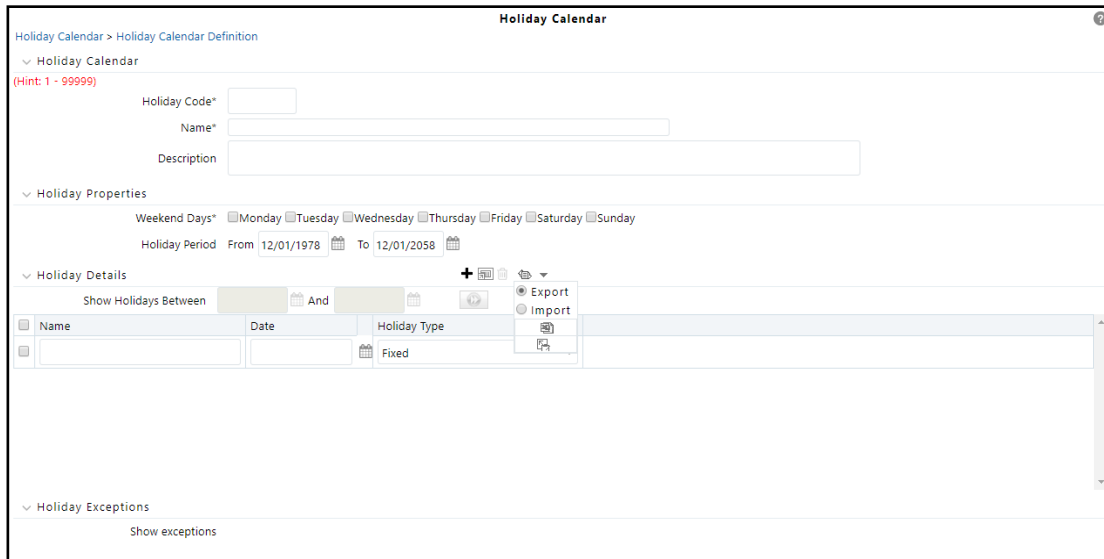 Holiday Calendar
Holiday Calendar > Holiday Calendar Definition
Holiday Calendar
(Hint: 1 - 99999)
Holiday Code*
Name*
Description
Holiday Properties
Weekend Days* Monday Tuesday Wednesday Thursday Friday Saturday Sunday
Holiday Period From 12/01/1978 To 12/01/2058
Holiday Details
Show Holidays Between And
Export
Import
Name Date Holiday Type
Fixed
Holiday Exceptions
Show exceptions